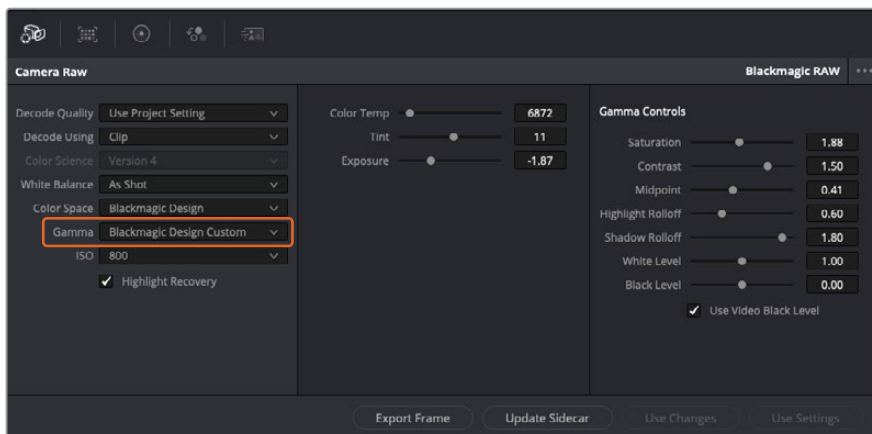 Camera Raw
Blackmagic RAW
Decode Quality Use Project Setting
Decode Using Clip
Color Science Version 4
White Balance As Shot
Color Space Blackmagic Design
Gamma Blackmagic Design Custom
ISO 800
Highlight Recovery
Color Temp 6872
Tint 11
Exposure -1.87
Gamma Controls
Saturation 1.88
Contrast 1.50
Midpoint 0.41
Highlight Rolloff 0.60
Shadow Rolloff 1.80
White Level 1.00
Black Level 0.00
Use Video Black Level
Export Frame
Update Sidecar
Use Changes
Use Settings